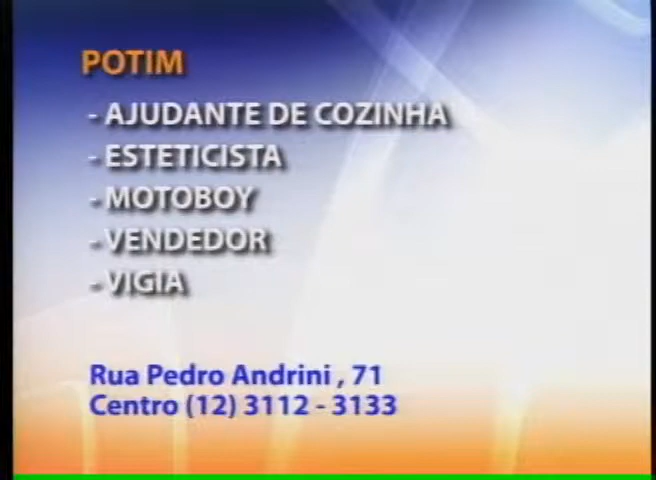 POTIM
- AJUDANTE DE COZINHA
- ESTETICISTA
- MOTOBOY
- VENDEDOR
- VIGIA
Rua Pedro Andrini , 71
Centro (12) 3112 - 3133